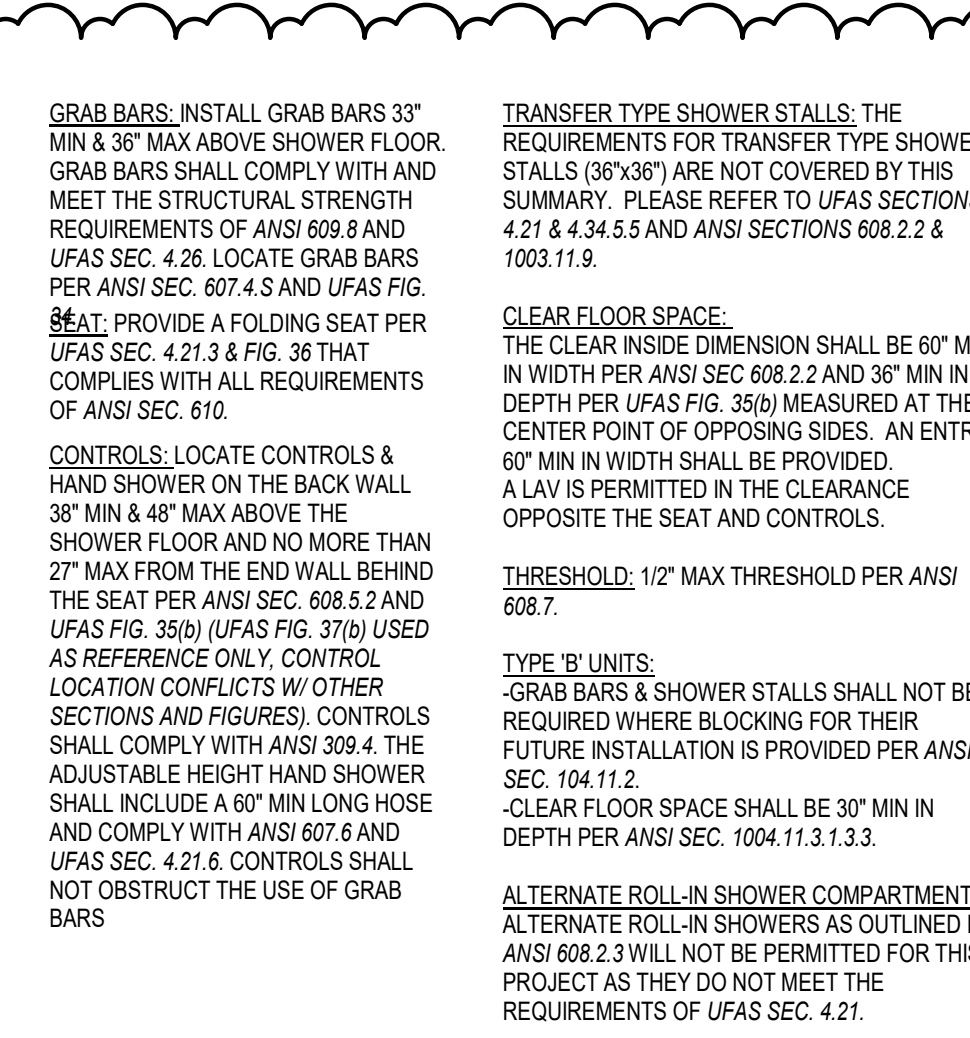 GRAB BARS: INSTALL GRAB BARS 33"
MIN & 36" MAX ABOVE SHOWER FLOOR.
GRAB BARS SHALL COMPLY WITH AND
MEET THE STRUCTURAL STRENGTH
REQUIREMENTS OF ANSI 609.8 AND
UFAS SEC. 4.26. LOCATE GRAB BARS
PER ANSI SEC. 607.4.S AND UFAS FIG.
34.
SEAT: PROVIDE A FOLDING SEAT PER
UFAS SEC. 4.21.3 & FIG. 36 THAT
COMPLIES WITH ALL REQUIREMENTS
OF ANSI SEC. 610.
CONTROLS: LOCATE CONTROLS &
HAND SHOWER ON THE BACK WALL
38" MIN & 48" MAX ABOVE THE
SHOWER FLOOR AND NO MORE THAN
27" MAX FROM THE END WALL BEHIND
THE SEAT PER ANSI SEC. 608.5.2 AND
UFAS FIG. 35(b) (UFAS FIG. 37(b) USED
AS REFERENCE ONLY, CONTROL
LOCATION CONFLICTS W/ OTHER
SECTIONS AND FIGURES). CONTROLS
SHALL COMPLY WITH ANSI 309.4. THE
ADJUSTABLE HEIGHT HAND SHOWER
SHALL INCLUDE A 60" MIN LONG HOSE
AND COMPLY WITH ANSI 607.6 AND
UFAS SEC. 4.21.6. CONTROLS SHALL
NOT OBSTRUCT THE USE OF GRAB
BARS
TRANSFER TYPE SHOWER STALLS: THE
REQUIREMENTS FOR TRANSFER TYPE SHOWE
STALLS (36"x36") ARE NOT COVERED BY THIS
SUMMARY. PLEASE REFER TO UFAS SECTIONS
4.21 & 4.34.5.5 AND ANSI SECTIONS 608.2.2 &
1003.11.9.
CLEAR FLOOR SPACE:
THE CLEAR INSIDE DIMENSION SHALL BE 60" M
IN WIDTH PER ANSI SEC 608.2.2 AND 36" MIN IN
DEPTH PER UFAS FIG. 35(b) MEASURED AT THE
CENTER POINT OF OPPOSING SIDES. AN ENTR
60" MIN IN WIDTH SHALL BE PROVIDED.
A LAV IS PERMITTED IN THE CLEARANCE
OPPOSITE THE SEAT AND CONTROLS.
THRESHOLD: 1/2" MAX THRESHOLD PER ANSI
608.7.
TYPE 'B' UNITS:
-GRAB BARS & SHOWER STALLS SHALL NOT BE
REQUIRED WHERE BLOCKING FOR THEIR
FUTURE INSTALLATION IS PROVIDED PER ANSI
SEC. 104.11.2.
-CLEAR FLOOR SPACE SHALL BE 30" MIN IN
DEPTH PER ANSI SEC. 1004.11.3.1.3.3.
ALTERNATE ROLL-IN SHOWER COMPARTMENT
ALTERNATE ROLL-IN SHOWERS AS OUTLINED
ANSI 608.2.3 WILL NOT BE PERMITTED FOR THIS
PROJECT AS THEY DO NOT MEET THE
REQUIREMENTS OF UFAS SEC. 4.21.